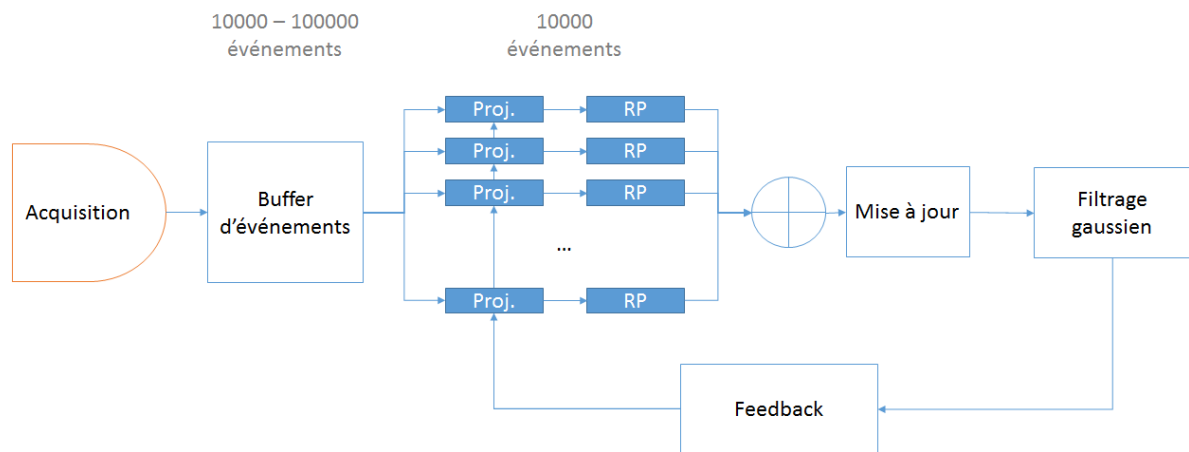 10000 – 100000
événements
10000
événements
Proj.
RP
Proj.
RP
Proj.
RP
Acquisition
Buffer
d’événements
...
Mise à jour
Filtrage
gaussien
Proj.
RP
Feedback